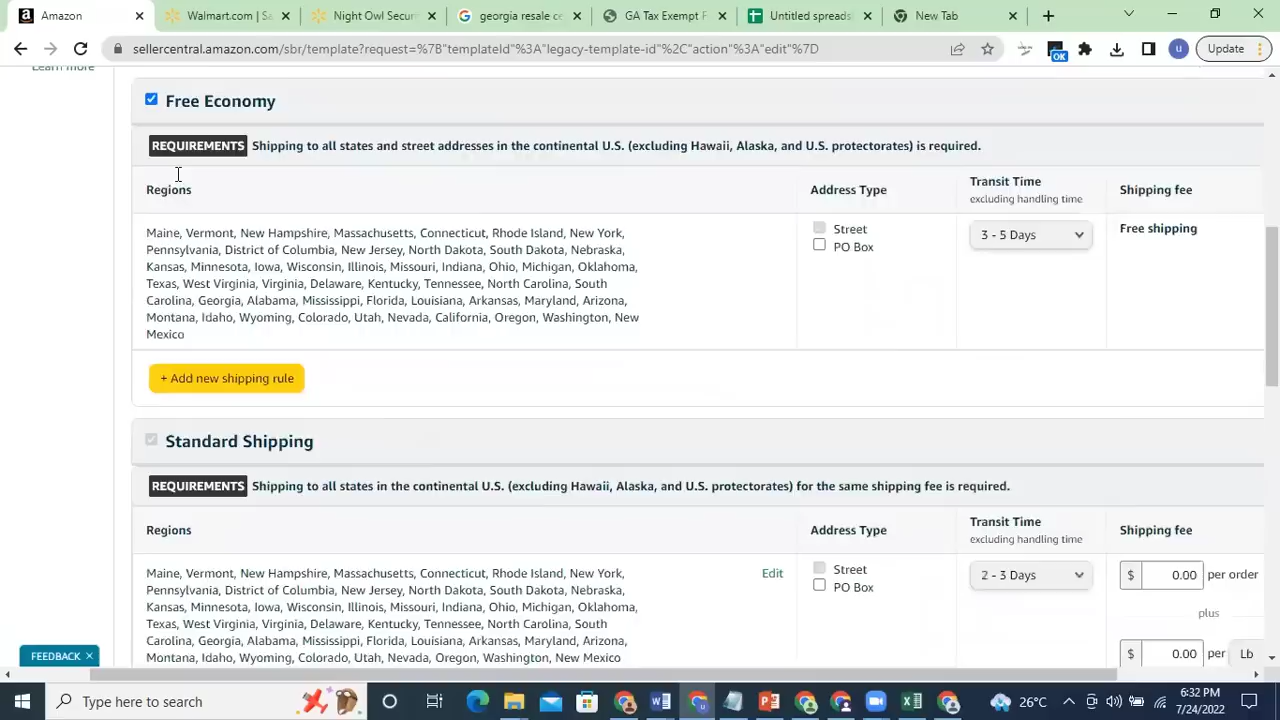 Amazon
Walmart.com | Sa
Night Owl Secur
georgia resale ce
GA Tax Exempt F
Untitled spreads
New Tab
sellercentral.amazon.com/sbr/template?request=%7B"templateId"%3A"legacy-template-id"%2C"action"%3A"edit"%7D
OK
u
Update
Learn more
Free Economy
REQUIREMENTS Shipping to all states and street addresses in the continental U.S. (excluding Hawaii, Alaska, and U.S. protectorates) is required.
Regions
Address Type
Transit Time
excluding handling time
Shipping fee
Maine, Vermont, New Hampshire, Massachusetts, Connecticut, Rhode Island, New York,
Pennsylvania, District of Columbia, New Jersey, North Dakota, South Dakota, Nebraska,
Kansas, Minnesota, Iowa, Wisconsin, Illinois, Missouri, Indiana, Ohio, Michigan, Oklahoma,
Texas, West Virginia, Virginia, Delaware, Kentucky, Tennessee, North Carolina, South
Carolina, Georgia, Alabama, Mississippi, Florida, Louisiana, Arkansas, Maryland, Arizona,
Montana, Idaho, Wyoming, Colorado, Utah, Nevada, California, Oregon, Washington, New
Mexico
Street
PO Box
3 - 5 Days
Free shipping
+ Add new shipping rule
Standard Shipping
REQUIREMENTS Shipping to all states in the continental U.S. (excluding Hawaii, Alaska, and U.S. protectorates) for the same shipping fee is required.
Regions
Address Type
Transit Time
excluding handling time
Shipping fee
Maine, Vermont, New Hampshire, Massachusetts, Connecticut, Rhode Island, New York,
Pennsylvania, District of Columbia, New Jersey, North Dakota, South Dakota, Nebraska,
Kansas, Minnesota, Iowa, Wisconsin, Illinois, Missouri, Indiana, Ohio, Michigan, Oklahoma,
Texas, West Virginia, Virginia, Delaware, Kentucky, Tennessee, North Carolina, South
Carolina, Georgia, Alabama, Mississippi, Florida, Louisiana, Arkansas, Maryland, Arizona,
Montana, Idaho, Wyoming, Colorado, Utah, Nevada, Oregon, Washington, New Mexico
Edit
Street
PO Box
2 - 3 Days
$ 0.00 per order
plus
$ 0.00 per Lb
FEEDBACK ×
Type here to search
26°C
6:32 PM
7/24/2022